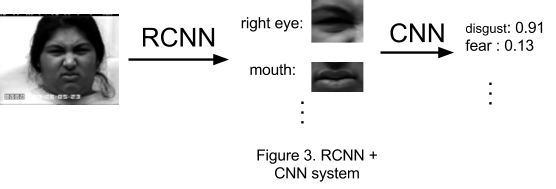 RCNN
right eye:
mouth:
CNN
disgust: 0.91
fear : 0.13
Figure 3. RCNN +
CNN system